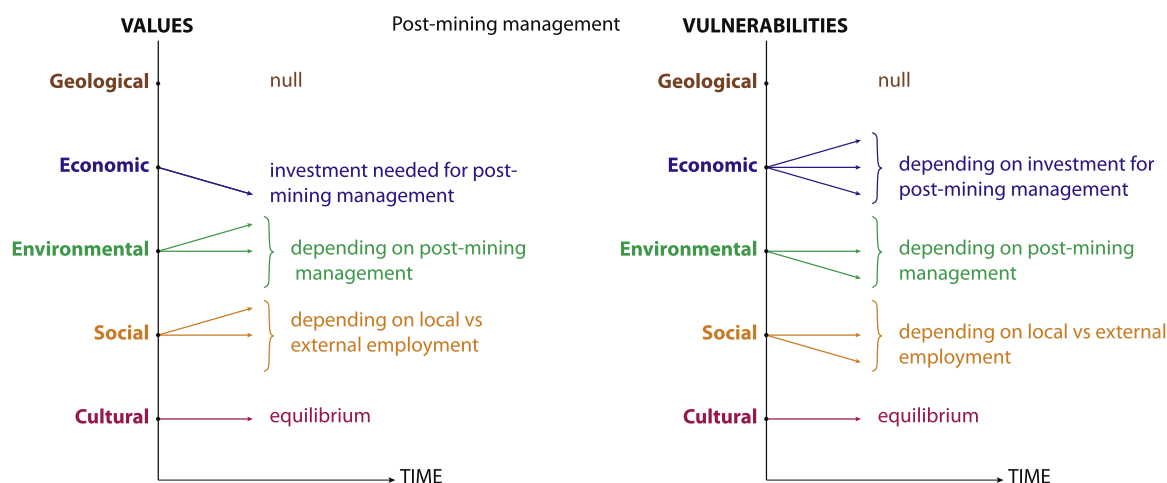 Post-mining management
VALUES
Geological
null
Economic
investment needed for post-
mining management
Environmental
depending on post-mining
management
Social
depending on local vs
external employment
Cultural
equilibrium
TIME
VULNERABILITIES
Geological
null
Economic
depending on investment for
post-mining management
Environmental
depending on post-mining
management
Social
depending on local vs external
employment
Cultural
equilibrium
TIME